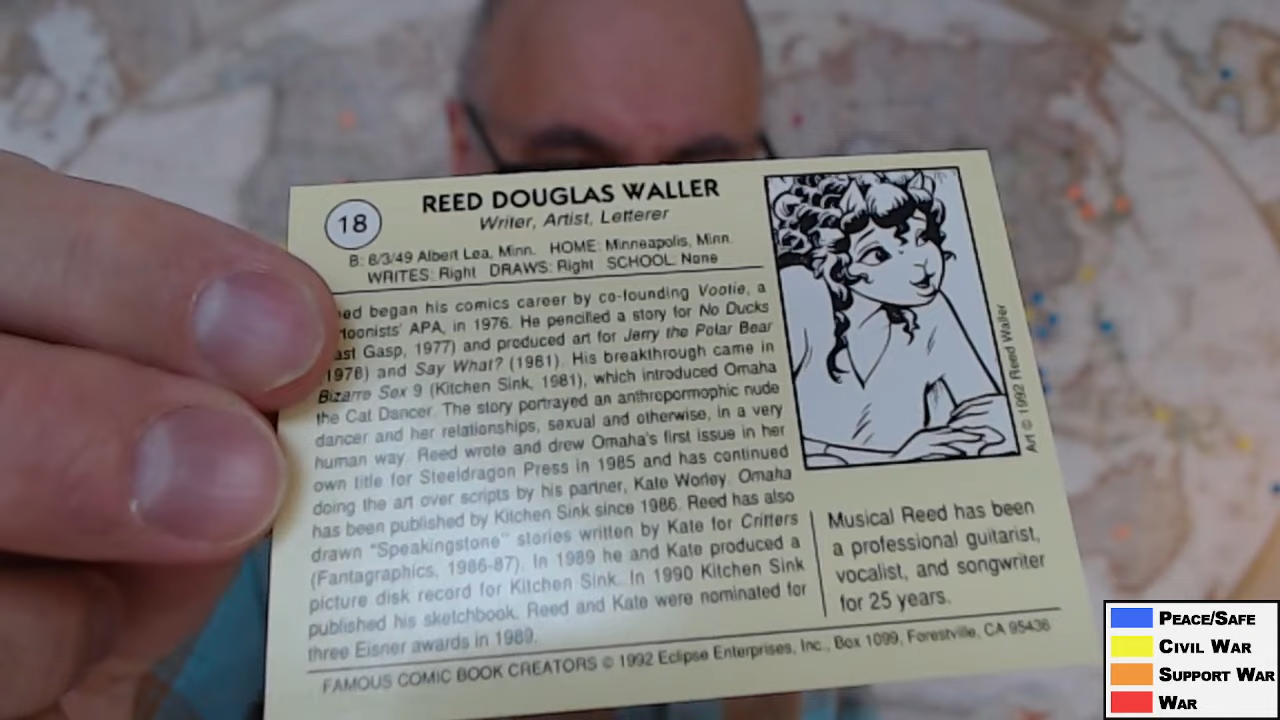 18
REED DOUGLAS WALLER
Writer, Artist, Letterer
B: 8/3/49 Albert Lea, Minn. HOME: Minneapolis, Minn.
WRITES: Right DRAWS: Right SCHOOL: None
ed began his comics career by co-founding Vootie, a
toonists' APA, in 1976. He pencilled a story for No Ducks
ast Gasp, 1977) and produced art for Jerry the Polar Bear
1978) and Say What? (1981). His breakthrough came in
Bizarre Sex 9 (Kitchen Sink, 1981), which introduced Omaha
the Cat Dancer. The story portrayed an anthropormophic nude
dancer and her relationships, sexual and otherwise, in a very
human way. Reed wrote and drew Omaha's first issue in her
own title for Steeldragon Press in 1985 and has continued
doing the art over scripts by his partner, Kate Worley. Omaha
has been published by Kitchen Sink since 1986. Reed has also
drawn "Speakingstone" stories written by Kate for Critters
(Fantagraphics, 1986-87). In 1989 he and Kate produced a
picture disk record for Kitchen Sink. In 1990 Kitchen Sink
published his sketchbook. Reed and Kate were nominated for
three Eisner awards in 1989.
Art © 1992 Reed Waller
Musical Reed has been
a professional guitarist,
vocalist, and songwriter
for 25 years.
FAMOUS COMIC BOOK CREATORS © 1992 Eclipse Enterprises, Inc., Box 1099, Forestville, CA 95436
PEACE/SAFE
CIVIL WAR
SUPPORT WAR
WAR